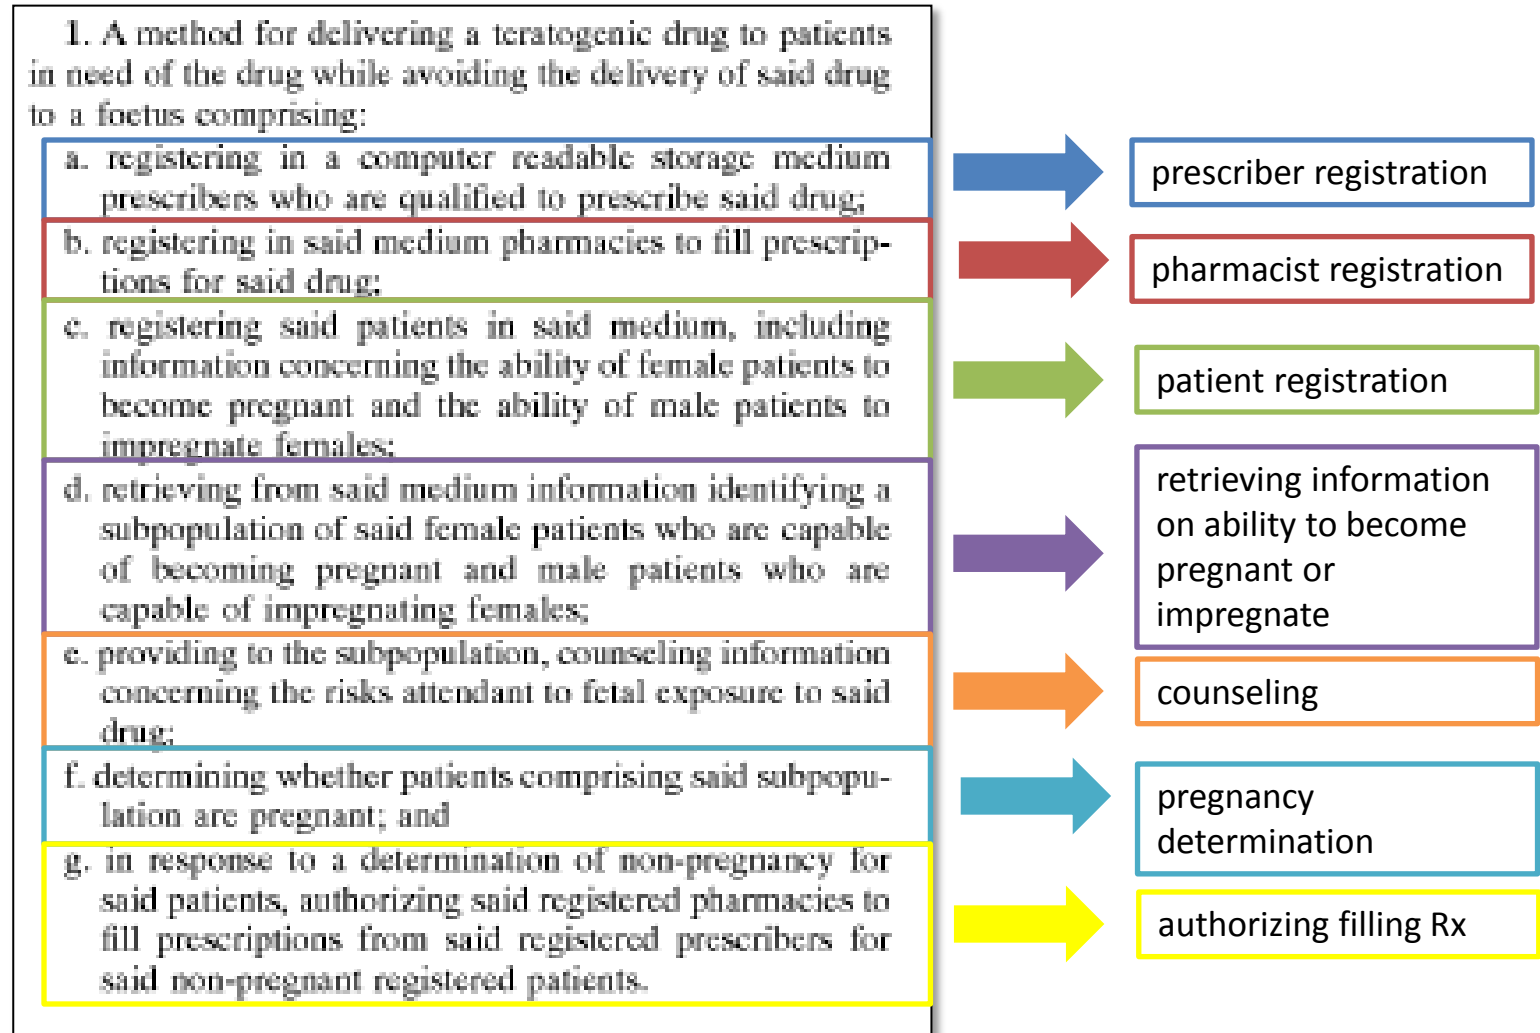 1. A method for delivering a teratogenic drug to patients
in need of the drug while avoiding the delivery of said drug
to a foetus comprising:
a. registering in a computer readable storage medium
prescribers who are qualified to prescribe said drug;
b. registering in said medium pharmacies to fill prescrip-
tions for said drug;
c. registering said patients in said medium, including
information concerning the ability of female patients to
become pregnant and the ability of male patients to
impregnate females;
d. retrieving from said medium information identifying a
subpopulation of said female patients who are capable
of becoming pregnant and male patients who are
capable of impregnating females;
e. providing to the subpopulation, counseling information
concerning the risks attendant to fetal exposure to said
drug;
f. determining whether patients comprising said subpopu-
lation are pregnant; and
g. in response to a determination of non-pregnancy for
said patients, authorizing said registered pharmacies to
fill prescriptions from said registered prescribers for
said non-pregnant registered patients.
prescriber registration
pharmacist registration
patient registration
retrieving information
on ability to become
pregnant or
impregnate
counseling
pregnancy
determination
authorizing filling Rx